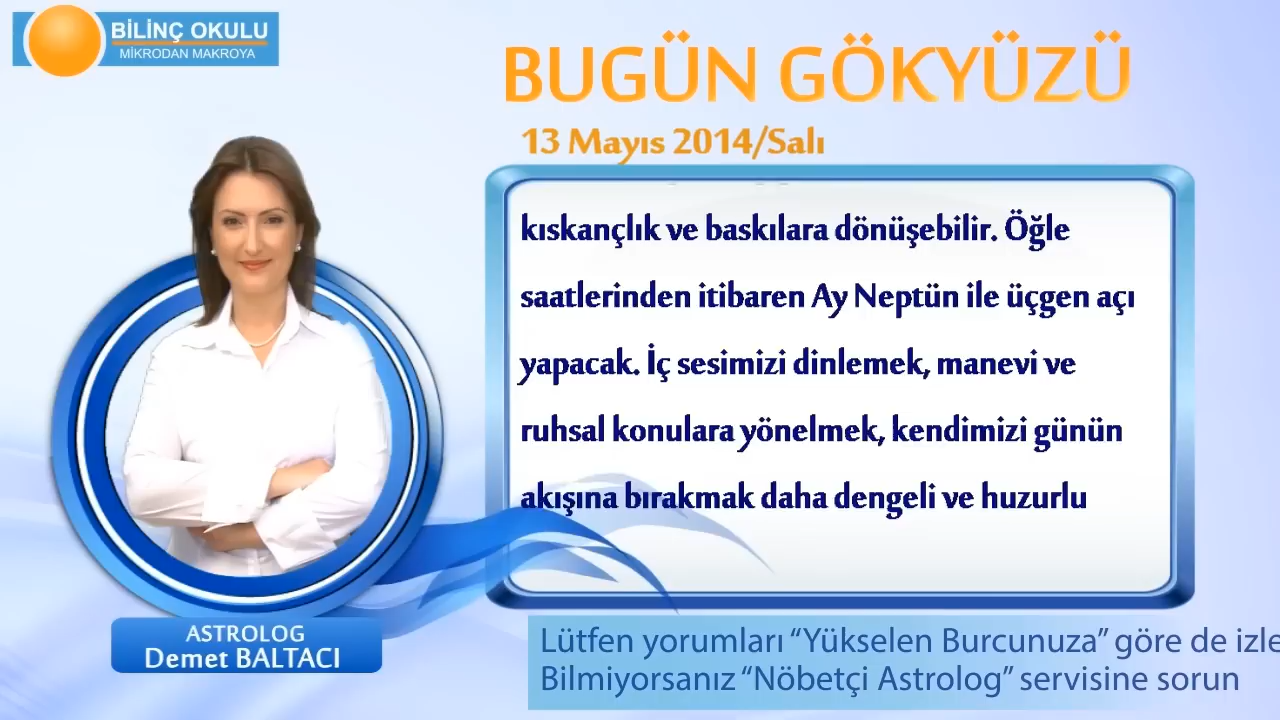 BİLİNÇ OKULU
MİKRODAN MAKROYA
BUGÜN GÖKYÜZÜ
13 Mayıs 2014/Salı
kıskançlık ve baskılara dönüşebilir. Öğle
saatlerinden itibaren Ay Neptün ile üçgen açı
yapacak. İç sesimizi dinlemek, manevi ve
ruhsal konulara yönelmek, kendimizi günün
akışına bırakmak daha dengeli ve huzurlu
ASTROLOG
Demet BALTACI
Lütfen yorumları “Yükselen Burcunuza” göre de izle
Bilmiyorsanız “Nöbetçi Astrolog” servisine sorun